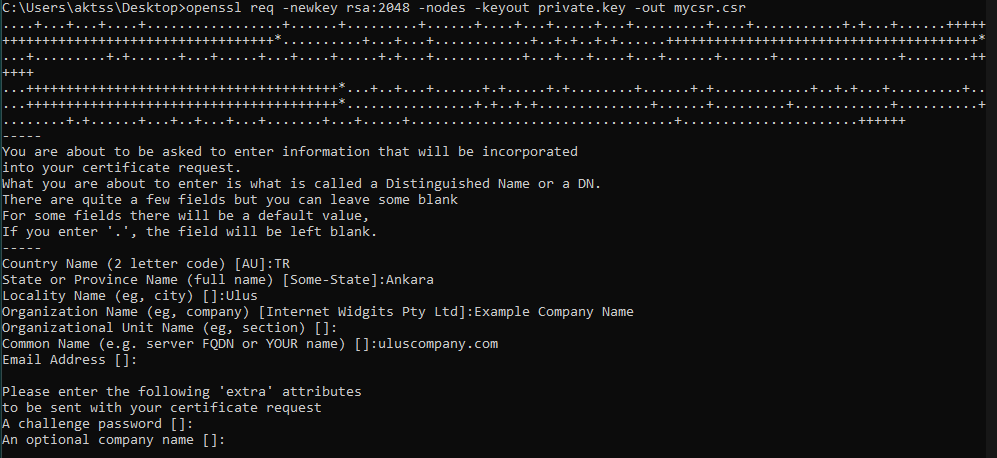 C:\Users\aktss\Desktop>openssl req -newkey rsa:2048 -nodes -keyout private.key -out mycsr.csr
....+...+...+....+...............+......+......+....+......+.....+...+......+.........+......+.........+.+...+......+++++
++++++++++++++++++++++++++++++++++*..........+...+...+.............+..+.+..+.+......+++++++++++++++++++++++++++++++++++++++*
...+.........+.+......+...+.....+...+...+....+.....+.+...+..............+...+....+...+......+......+...............+........++
++++
...+++++++++++++++++++++++++++++++++++++++*...+..+...+......+.+....+.+........+......+..+............+..+.+...+.........+..
...+++++++++++++++++++++++++++++++++++++++*................+.+..+.+..............+......+.........+............+..........+
........+.+......+...+..+...+...+.......+...+.....+.................................+......................++++++
-----
You are about to be asked to enter information that will be incorporated
into your certificate request.
What you are about to enter is what is called a Distinguished Name or a DN.
There are quite a few fields but you can leave some blank
For some fields there will be a default value,
If you enter '.', the field will be left blank.
-----
Country Name (2 letter code) [AU]:TR
State or Province Name (full name) [Some-State]:Ankara
Locality Name (eg, city) []:Ulus
Organization Name (eg, company) [Internet Widgits Pty Ltd]:Example Company Name
Organizational Unit Name (eg, section) []:
Common Name (e.g. server FQDN or YOUR name) []:uluscompany.com
Email Address []:

Please enter the following 'extra' attributes
to be sent with your certificate request
A challenge password []:
An optional company name []: